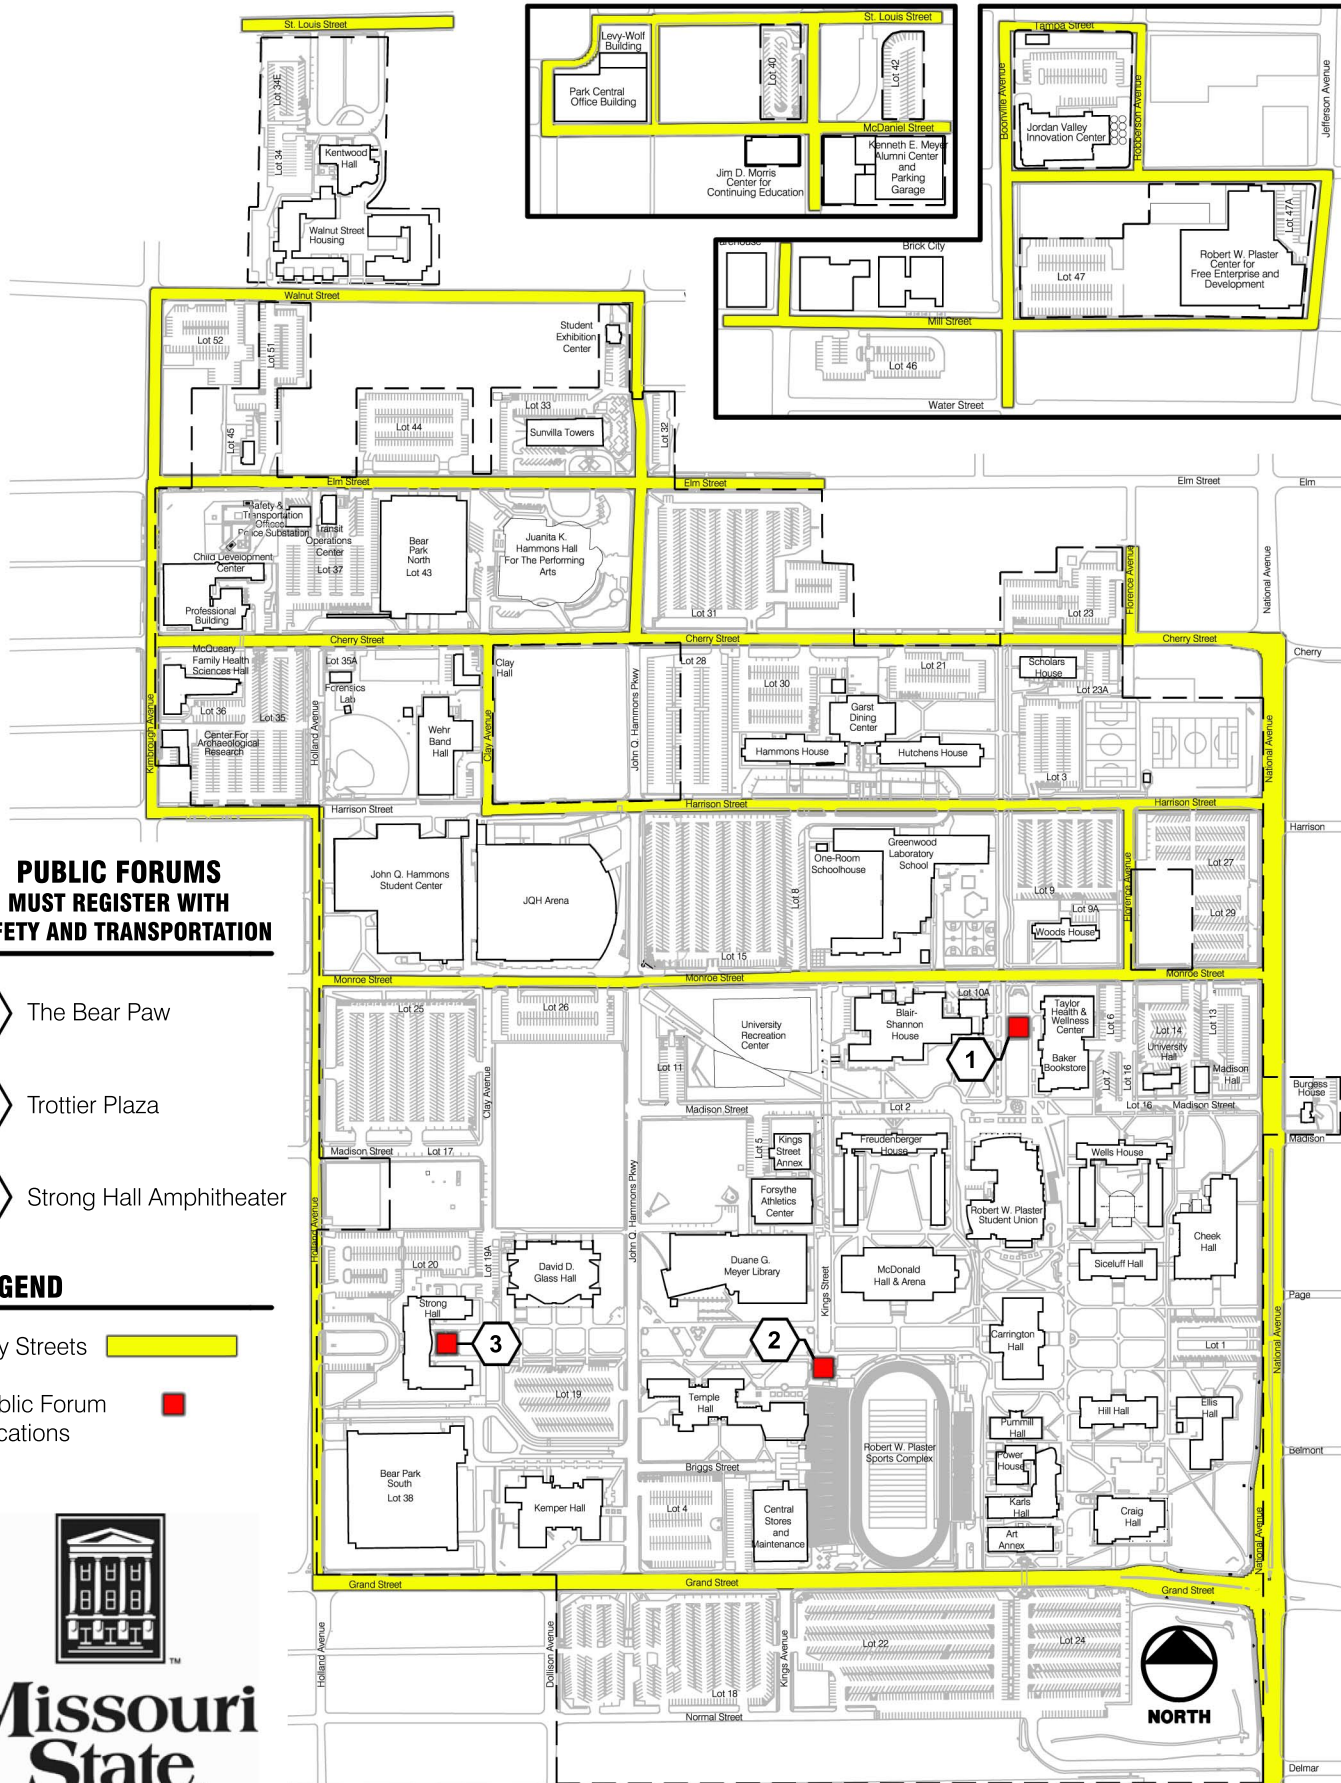 St. Louis Street
Lot 34E
Lot 34
Kentwood
Hall
Walnut Street
Housing
Levy-Wolf
Building
Park Central
Office Building
St. Louis Street
Lot 40
Lot 42
McDaniel Street
Jim D. Morris
Center for
Continuing Education
Kenneth E. Meyer
Alumni Center
and
Parking
Garage
Tampa Street
Boonville Avenue
Robberson Avenue
Jefferson Avenue
Jordan Valley
Innovation Center
Lot 47A
Lot 47
Robert W. Plaster
Center for
Free Enterprise and
Development
Brick City
Mill Street
Lot 46
Water Street
Walnut Street
Lot 52
Lot 51
Student
Exhibition
Center
Lot 45
Lot 44
Lot 33
Sunvilla Towers
Lot 32
Elm Street
Elm Street
Elm Street
Elm
Safety &
Transportation
Office
Police Substation
Transit
Operations
Center
Child Development
Center
Lot 37
Professional
Building
Bear
Park
North
Lot 43
Juanita K.
Hammons Hall
For The Performing
Arts
Lot 31
Lot 23
Florence Avenue
National Avenue
Cherry Street
Cherry Street
Cherry Street
Cherry
McQueary
Family Health
Sciences Hall
Lot 36
Lot 35
Center For
Archaeological
Research
Kimbrough Avenue
Holland Avenue
Lot 35A
Forensics
Lab
Wehr
Band
Hall
Clay Avenue
Clay
Hall
John Q. Hammons Pkwy
Lot 28
Lot 30
Garst
Dining
Center
Hammons House
Hutchens House
Lot 21
Scholars
House
Lot 23A
Lot 3
National Avenue
Harrison Street
Harrison Street
Harrison Street
Harrison
John Q. Hammons
Student Center
JQH Arena
Lot 8
Lot 15
One-Room
Schoolhouse
Greenwood
Laboratory
School
Lot 9
Lot 9A
Woods House
Florence Avenue
Lot 27
Lot 29
PUBLIC FORUMS
MUST REGISTER WITH
FETY AND TRANSPORTATION
The Bear Paw
Trottier Plaza
Strong Hall Amphitheater
GEND
y Streets
blic Forum
cations
Monroe Street
Monroe Street
Monroe Street
Lot 25
Lot 26
Clay Avenue
University
Recreation
Center
Lot 11
Blair-
Shannon
House
Lot 10A
1
Taylor
Health &
Wellness
Center
Baker
Bookstore
Lot 6
Lot 7
Lot 16
Lot 14
University
Hall
Lot 13
Madison
Hall
Lot 16
Madison Street
Burgess
House
Madison
Madison Street
Lot 2
Madison Street
Lot 17
Holland Avenue
John Q. Hammons Pkwy
Lot 5
Kings
Street
Annex
Forsythe
Athletics
Center
Freudenberger
House
Robert W. Plaster
Student Union
Wells House
Cheek
Hall
Lot 20
Lot 19A
David D.
Glass Hall
Duane G.
Meyer Library
Kings Street
McDonald
Hall & Arena
Siceluff Hall
Page
Strong
Hall
3
2
Carrington
Hall
Lot 1
National Avenue
Lot 19
Temple
Hall
Robert W. Plaster
Sports Complex
Pummill
Hall
Hill Hall
Ellis
Hall
Belmont
Bear Park
South
Lot 38
Kemper Hall
Briggs Street
Lot 4
Central
Stores
and
Maintenance
Power
House
Karls
Hall
Art
Annex
Craig
Hall
National Avenue
Grand Street
Grand Street
Grand Street
Holland Avenue
Dollison Avenue
Lot 18
Kings Avenue
Lot 22
Lot 24
Normal Street
NORTH
Delmar
TM
Missouri
State